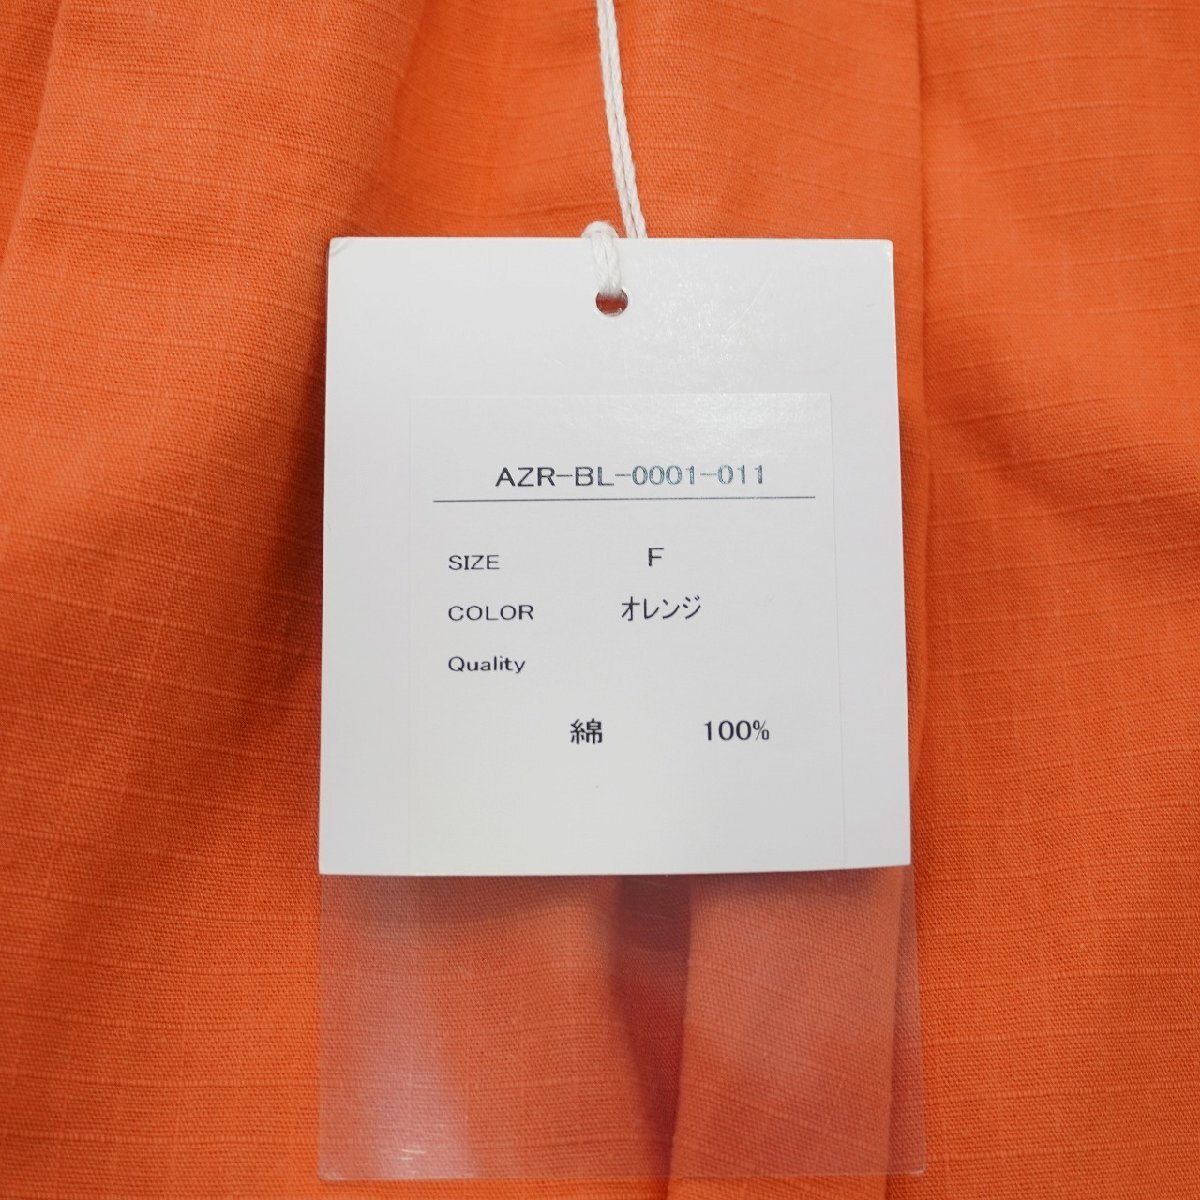 AZR-BL-0001-011
SIZE F
COLOR オレンジ
Quality
綿 100%